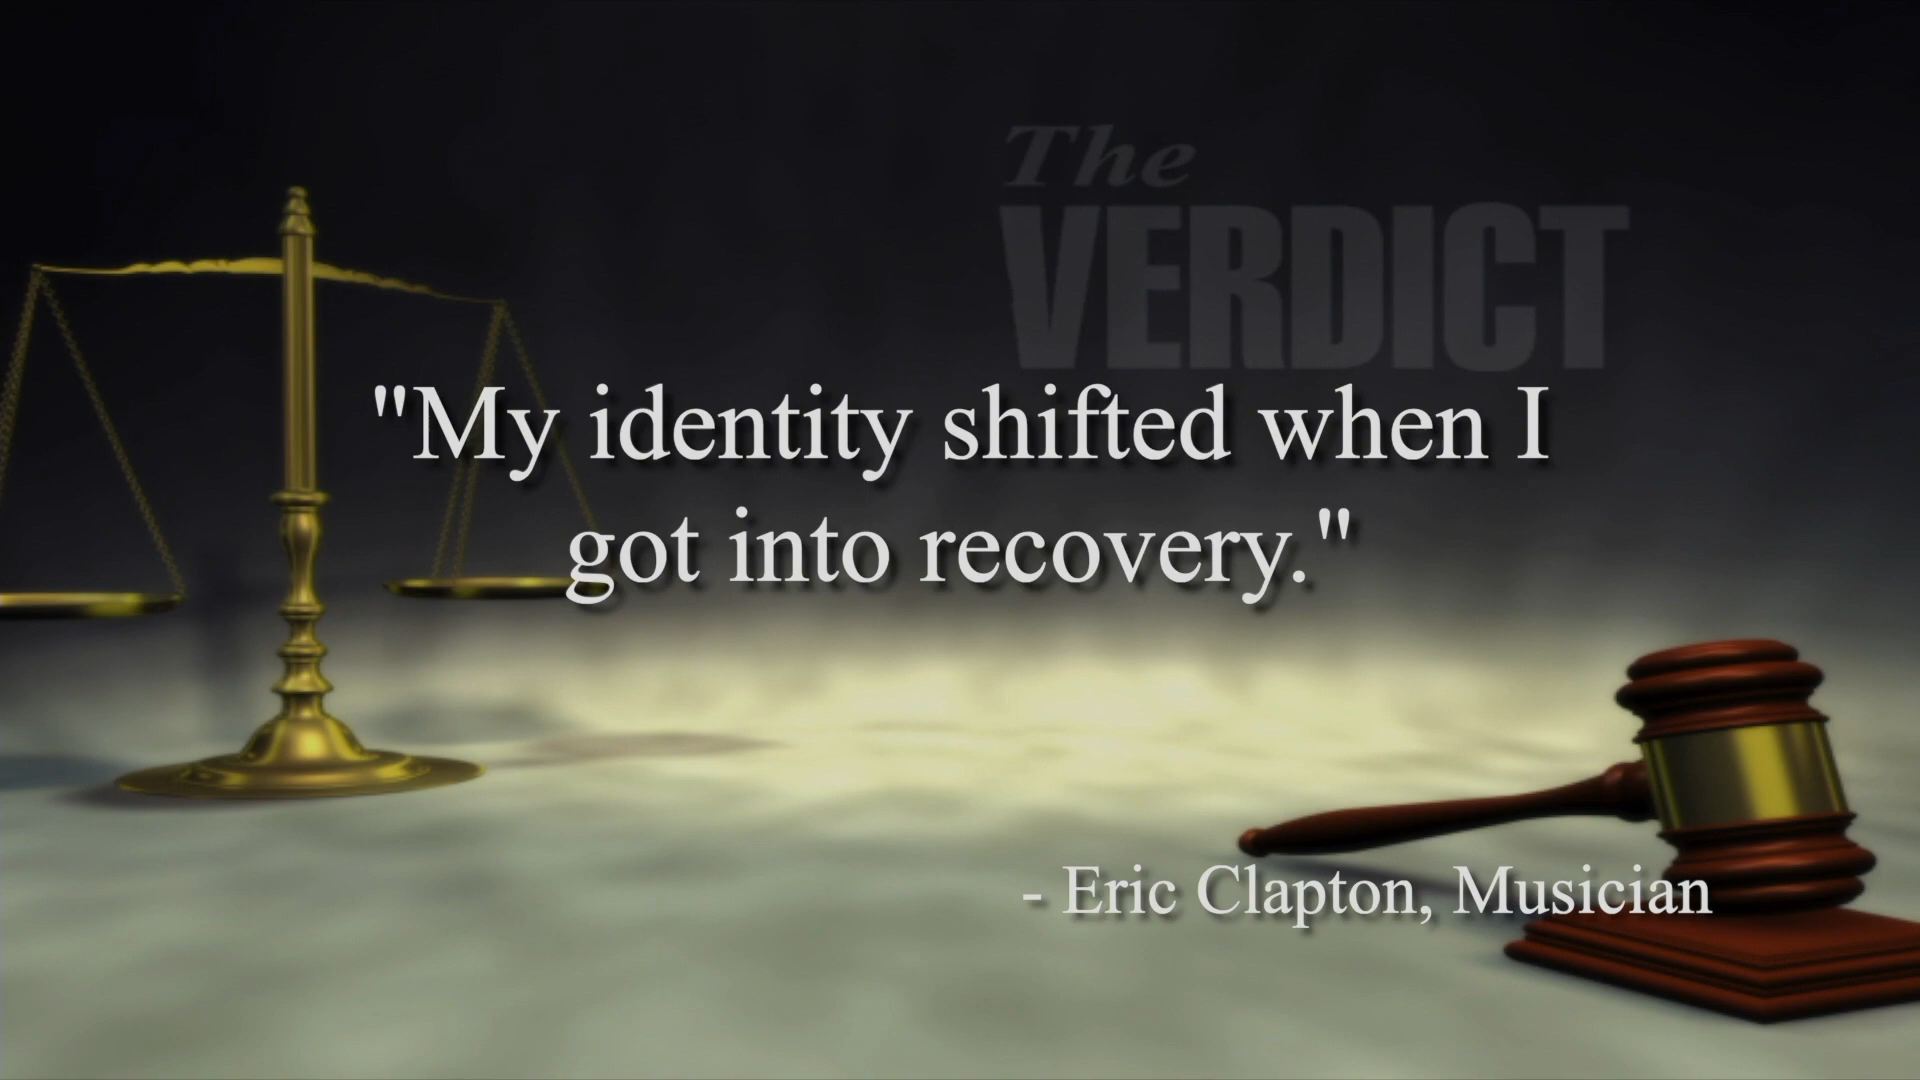 The
VERDICT
"My identity shifted when I
got into recovery."
- Eric Clapton, Musician